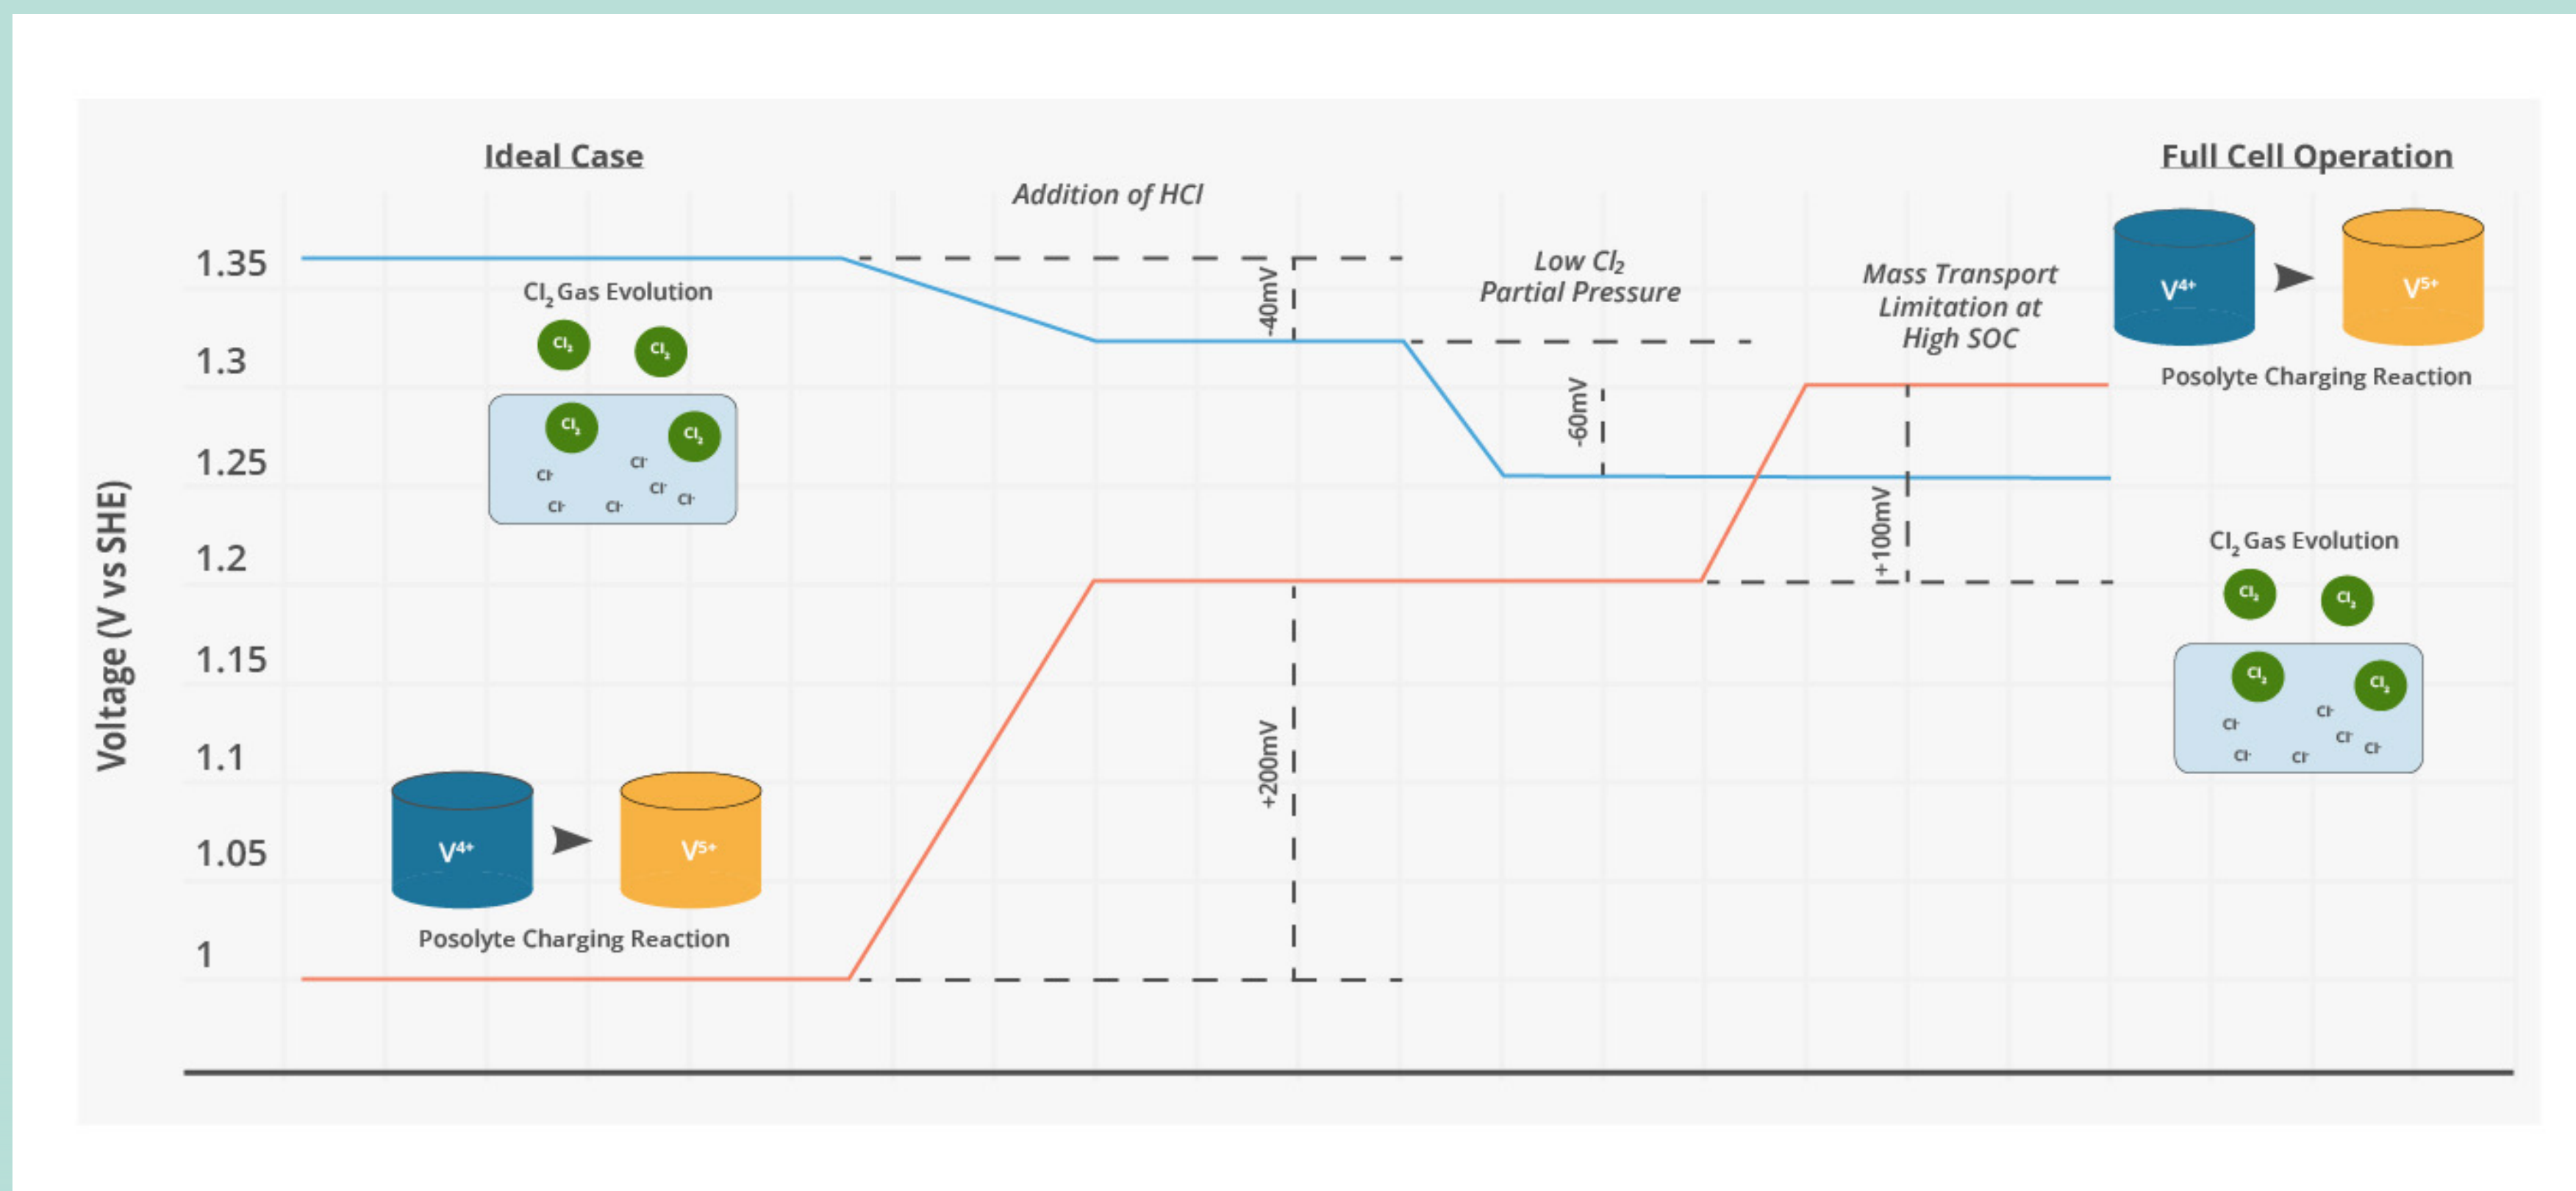 Ideal Case
Full Cell Operation
Addition of HCl
1.35
1.3
1.25
1.2
1.15
1.1
1.05
1
Voltage (V vs SHE)
Cl₂ Gas Evolution
Cl₂
Cl₂
Cl₂
Cl₂
Cl⁻
Cl⁻
Cl⁻
Cl⁻
Cl⁻
Cl⁻
V⁴⁺
V⁵⁺
Posolyte Charging Reaction
-40mV
+200mV
Low Cl₂
Partial Pressure
-60mV
Mass Transport
Limitation at
High SOC
+100mV
V⁴⁺
V⁵⁺
Posolyte Charging Reaction
Cl₂ Gas Evolution
Cl₂
Cl₂
Cl₂
Cl₂
Cl⁻
Cl⁻
Cl⁻
Cl⁻
Cl⁻
Cl⁻